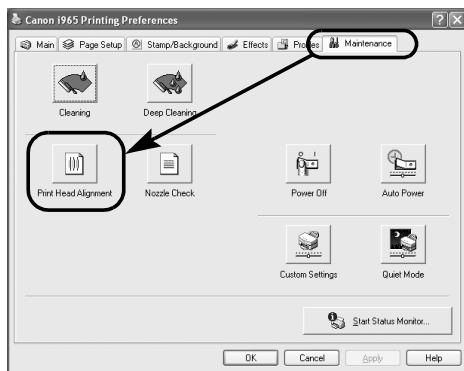 Canon i965 Printing Preferences
Main Page Setup Stamp/Background Effects Profiles Maintenance
Cleaning Deep Cleaning
Print Head Alignment Nozzle Check Power Off Auto Power
Custom Settings Quiet Mode
Start Status Monitor...
OK Cancel Apply Help